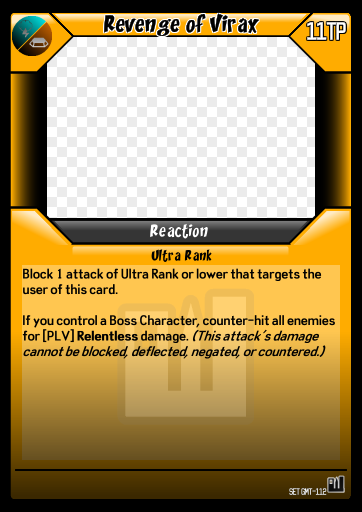 Revenge of Virax
11TP
Reaction
Ultra Rank
Block 1 attack of Ultra Rank or lower that targets the
user of this card.
If you control a Boss Character, counter-hit all enemies
for [PLV] Relentless damage. (This attack's damage
cannot be blocked, deflected, negated, or countered.)
SET GMT-112